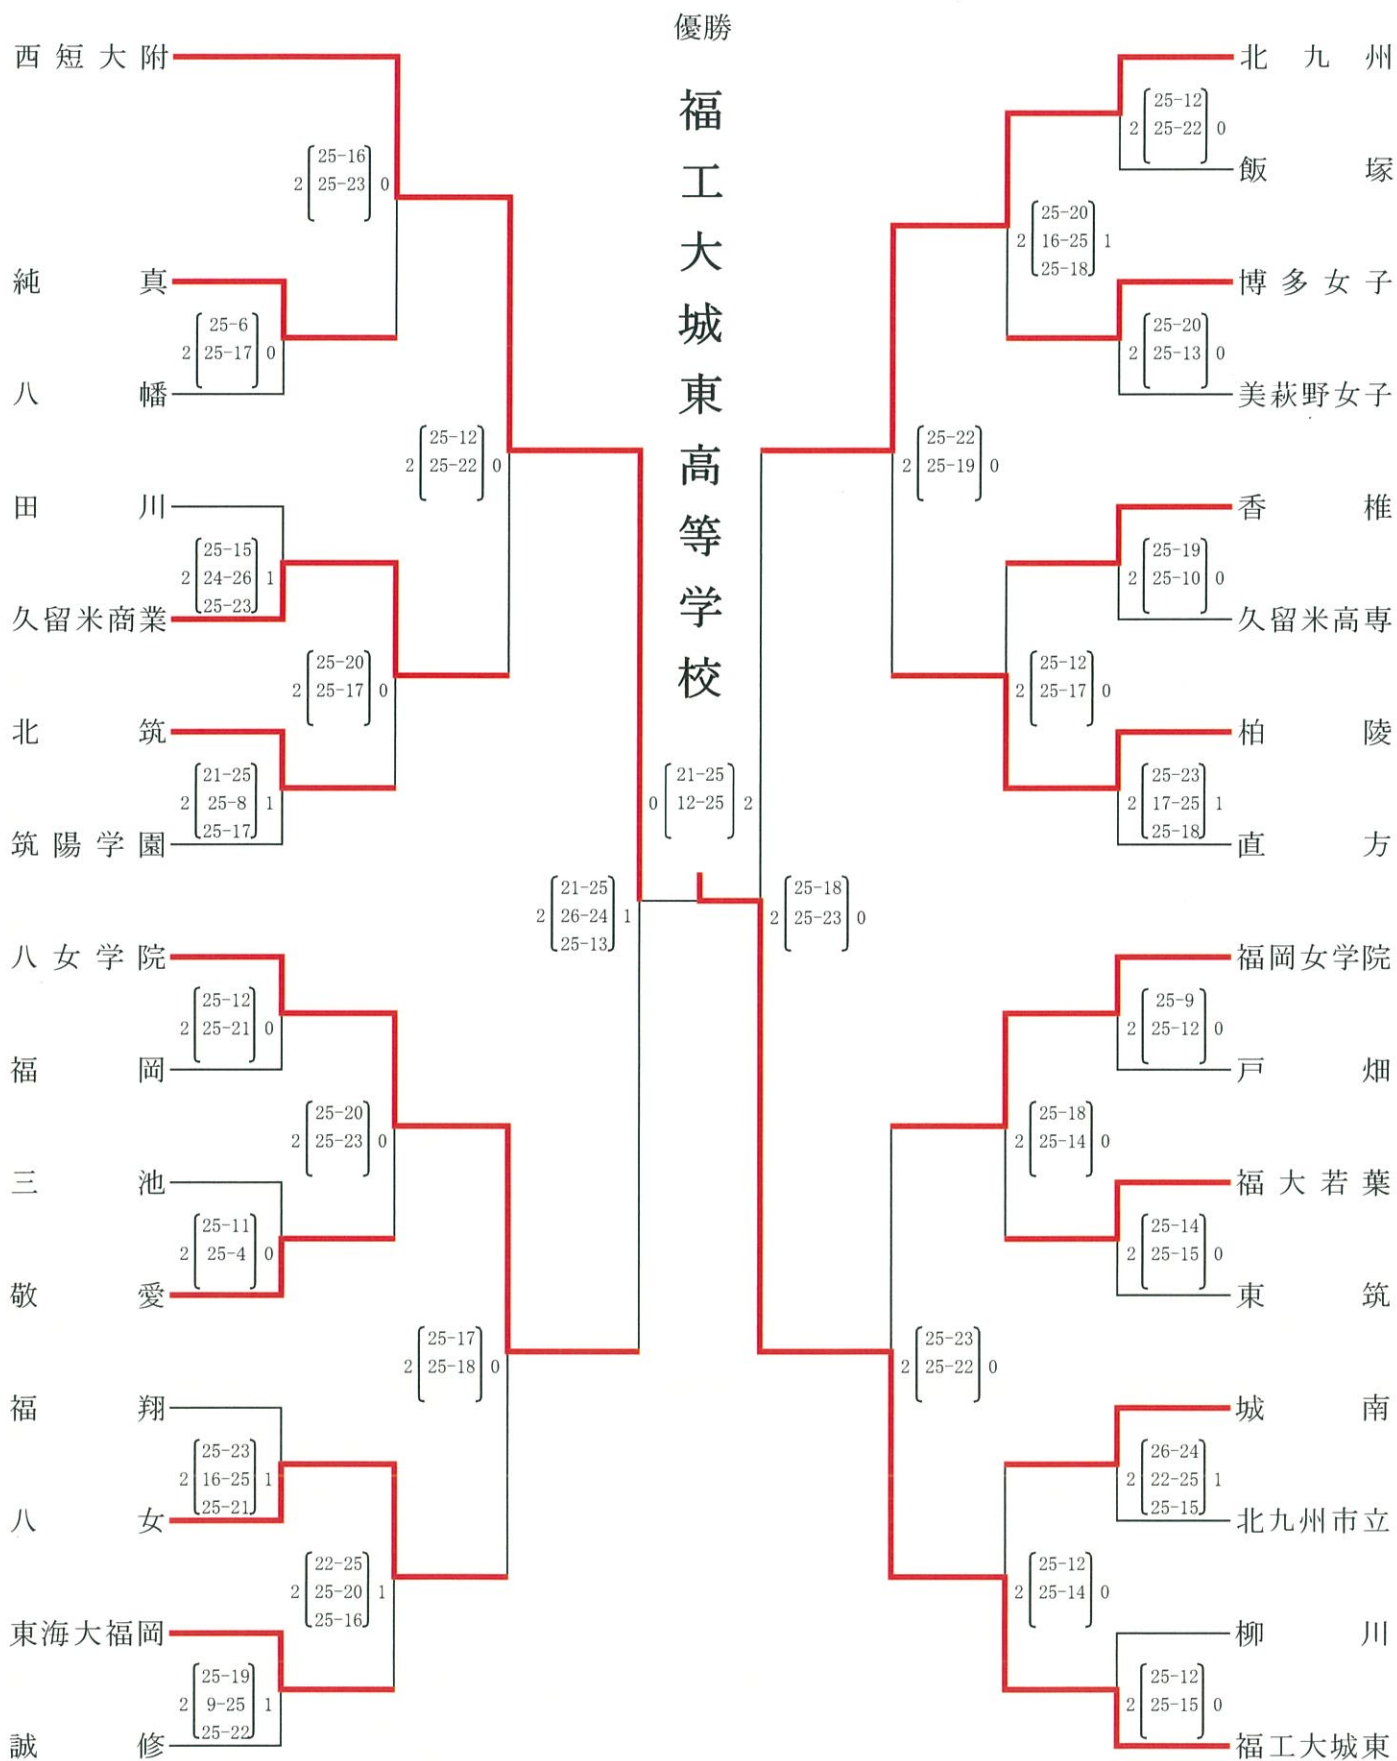 優勝
福工大城東高等学校
西短大附
2 25-16 0
25-23
純真
2 25-6 0
25-17
八幡
2 25-12 0
25-22
田川
2 25-15 1
24-26
25-23
久留米商業
2 25-20 0
25-17
北筑
2 21-25 1
25-8
25-17
筑陽学園
2 21-25 1
26-24
25-13
八女学院
2 25-12 0
25-21
福岡
2 25-20 0
25-23
三池
2 25-11 0
25-4
敬愛
2 25-17 0
25-18
福翔
2 25-23 1
16-25
25-21
八女
2 22-25 1
25-20
25-16
東海大福岡
2 25-19 1
9-25
25-22
誠修
0 21-25 2
12-25
北九州
2 25-12 0
25-22
飯塚
2 25-20 1
16-25
25-18
博多女子
2 25-20 0
25-13
美萩野女子
2 25-22 0
25-19
香椎
2 25-19 0
25-10
久留米高専
2 25-12 0
25-17
柏陵
2 25-23 1
17-25
25-18
直方
2 25-18 0
25-23
福岡女学院
2 25-9 0
25-12
戸畑
2 25-18 0
25-14
福大若葉
2 25-14 0
25-15
東筑
2 25-23 0
25-22
城南
2 26-24 1
22-25
25-15
北九州市立
2 25-12 0
25-14
柳川
2 25-12 0
25-15
福工大城東